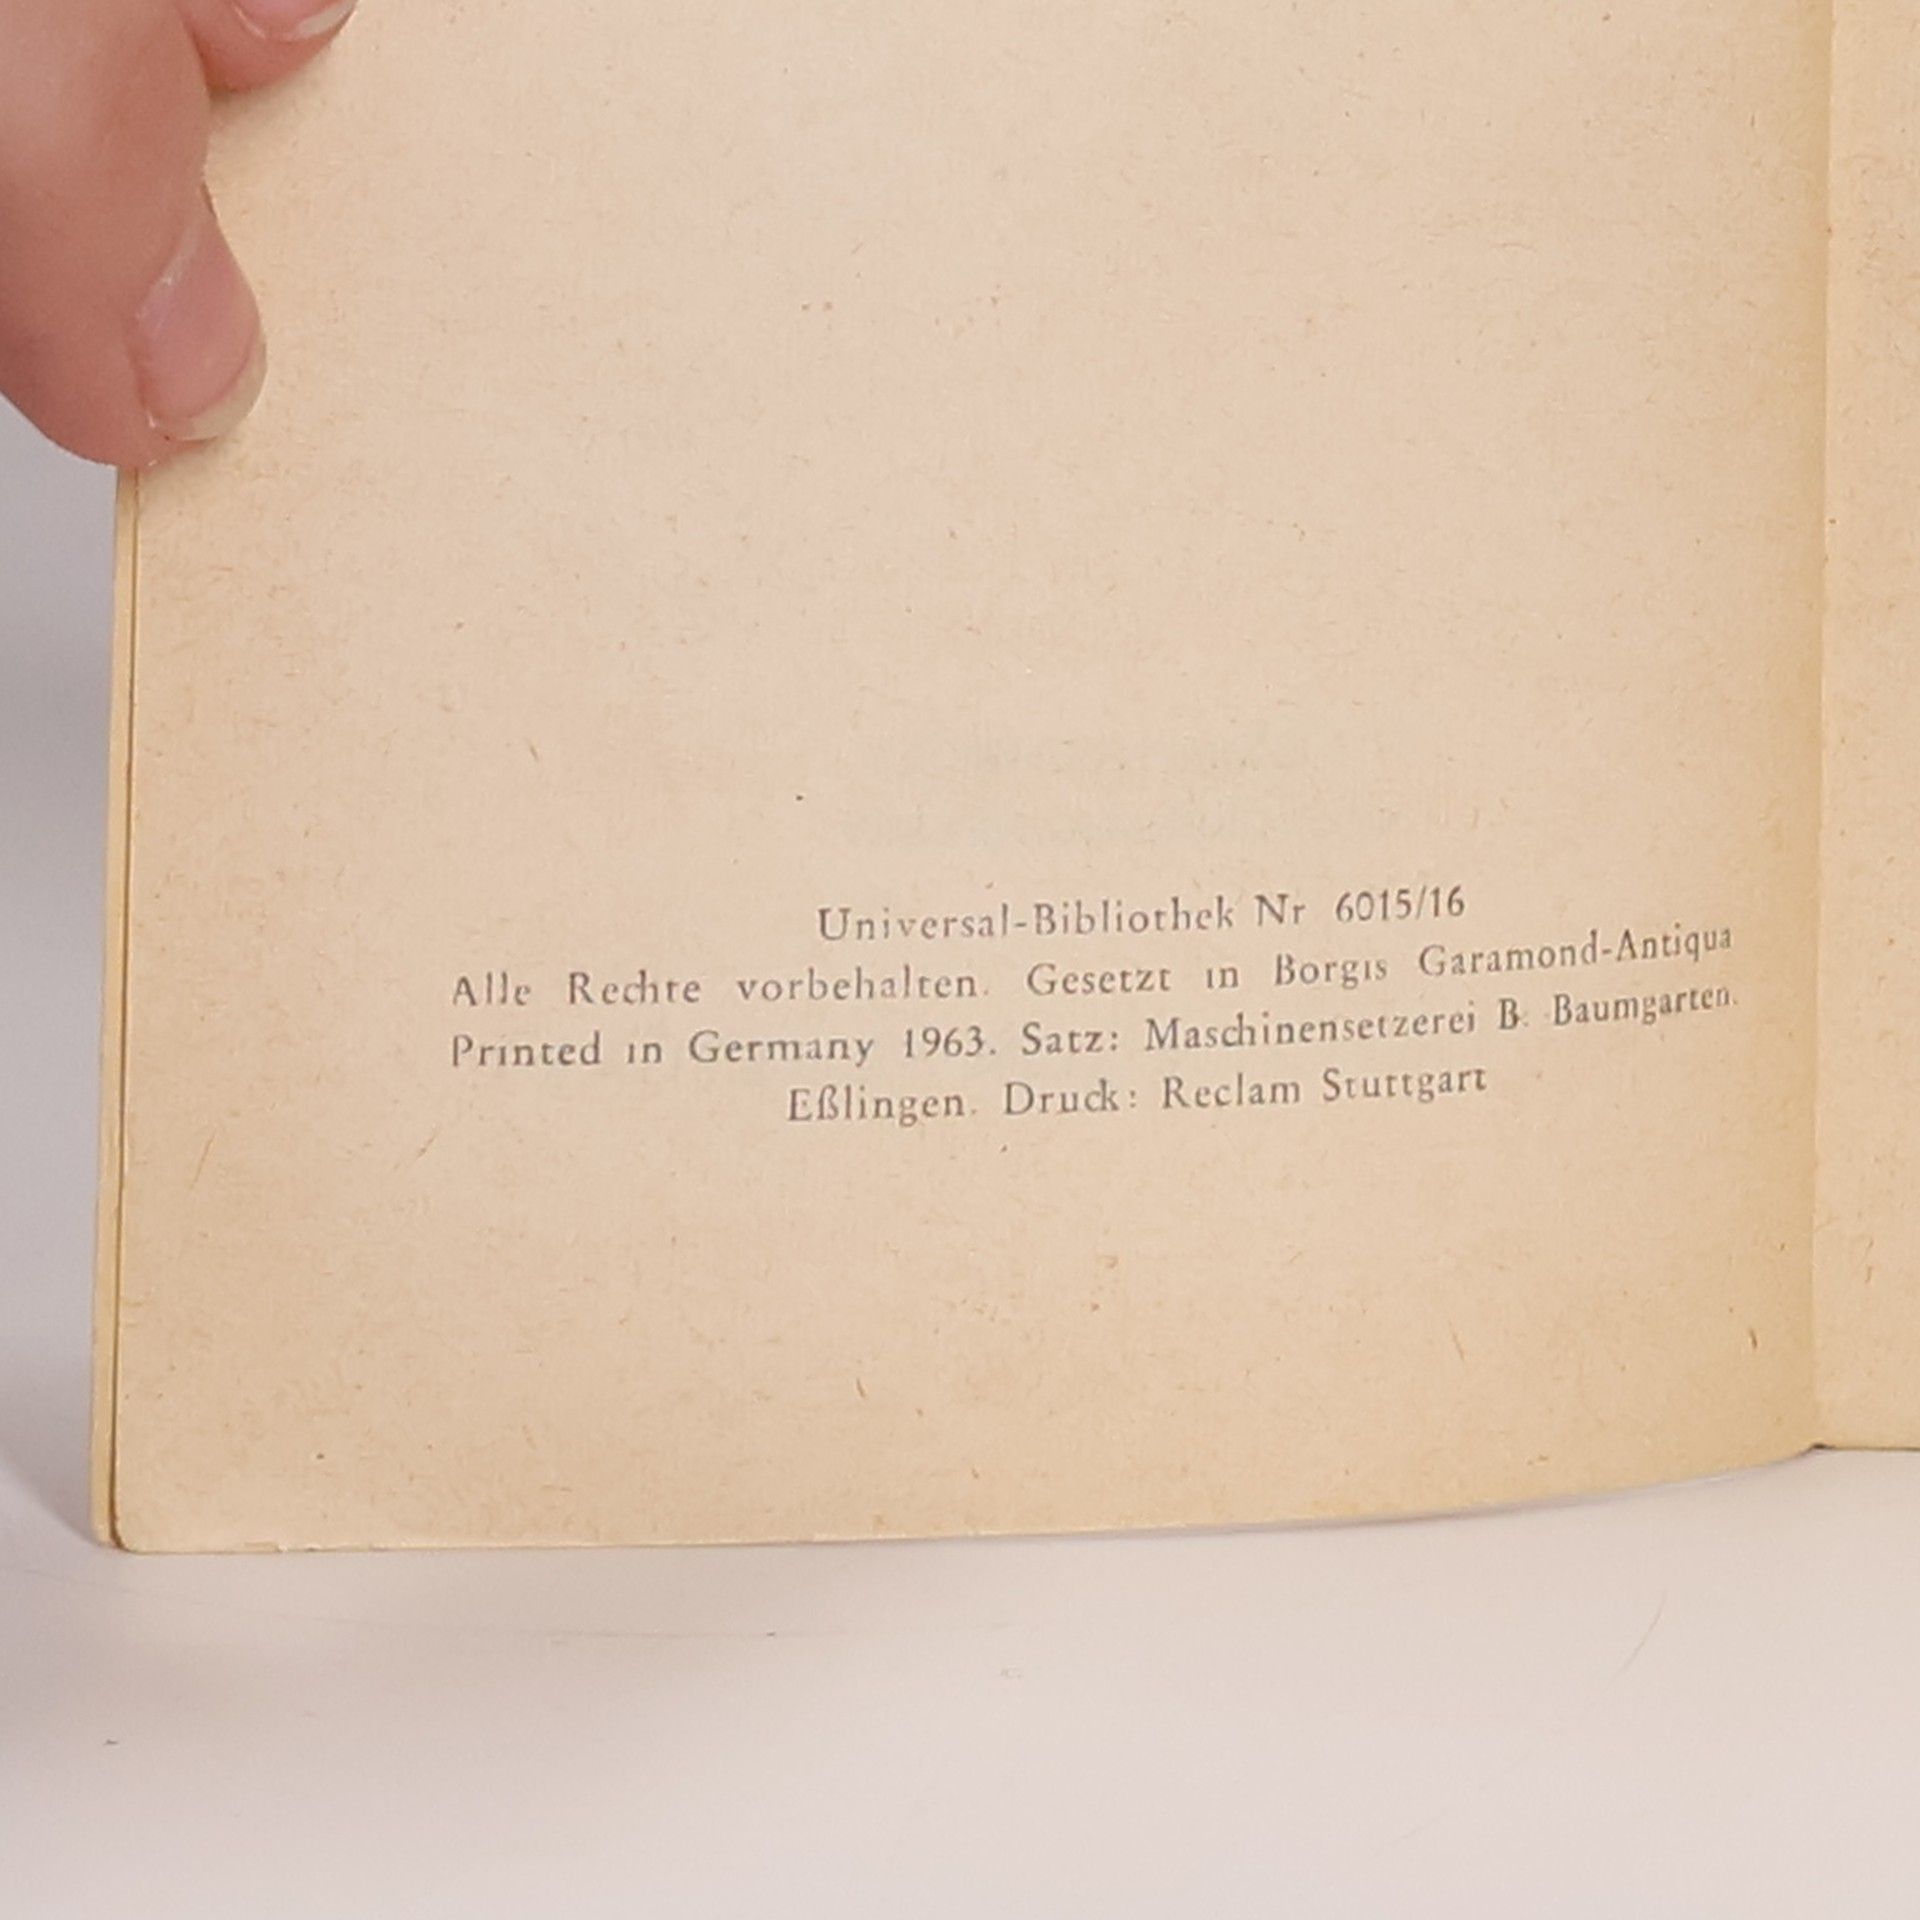 Universal-Bibliothek Nr 6015/16
Alle Rechte vorbehalten. Gesetzt in Borgis Garamond-Antiqua
Printed in Germany 1963. Satz: Maschinensetzerei B. Baumgarten.
Eßlingen. Druck: Reclam Stuttgart